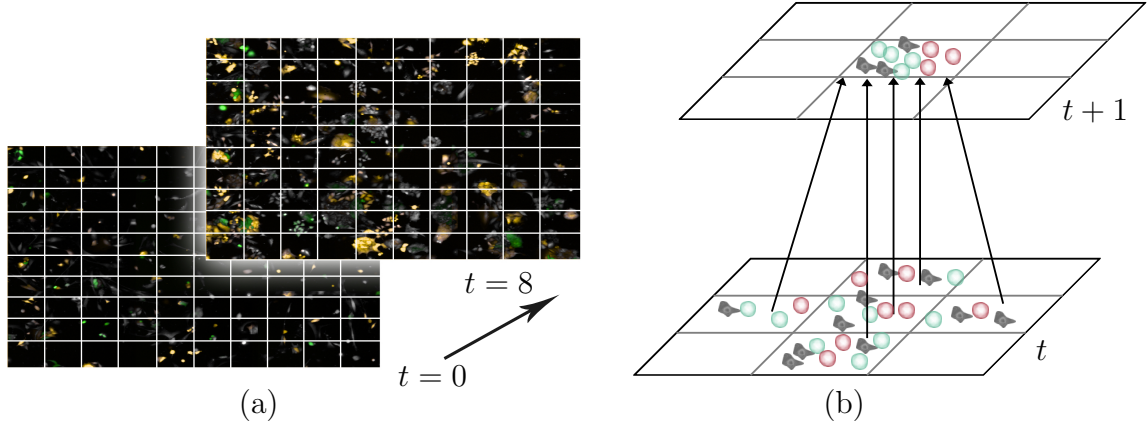 t + 1
t = 8
t
t = 0
(a)
(b)